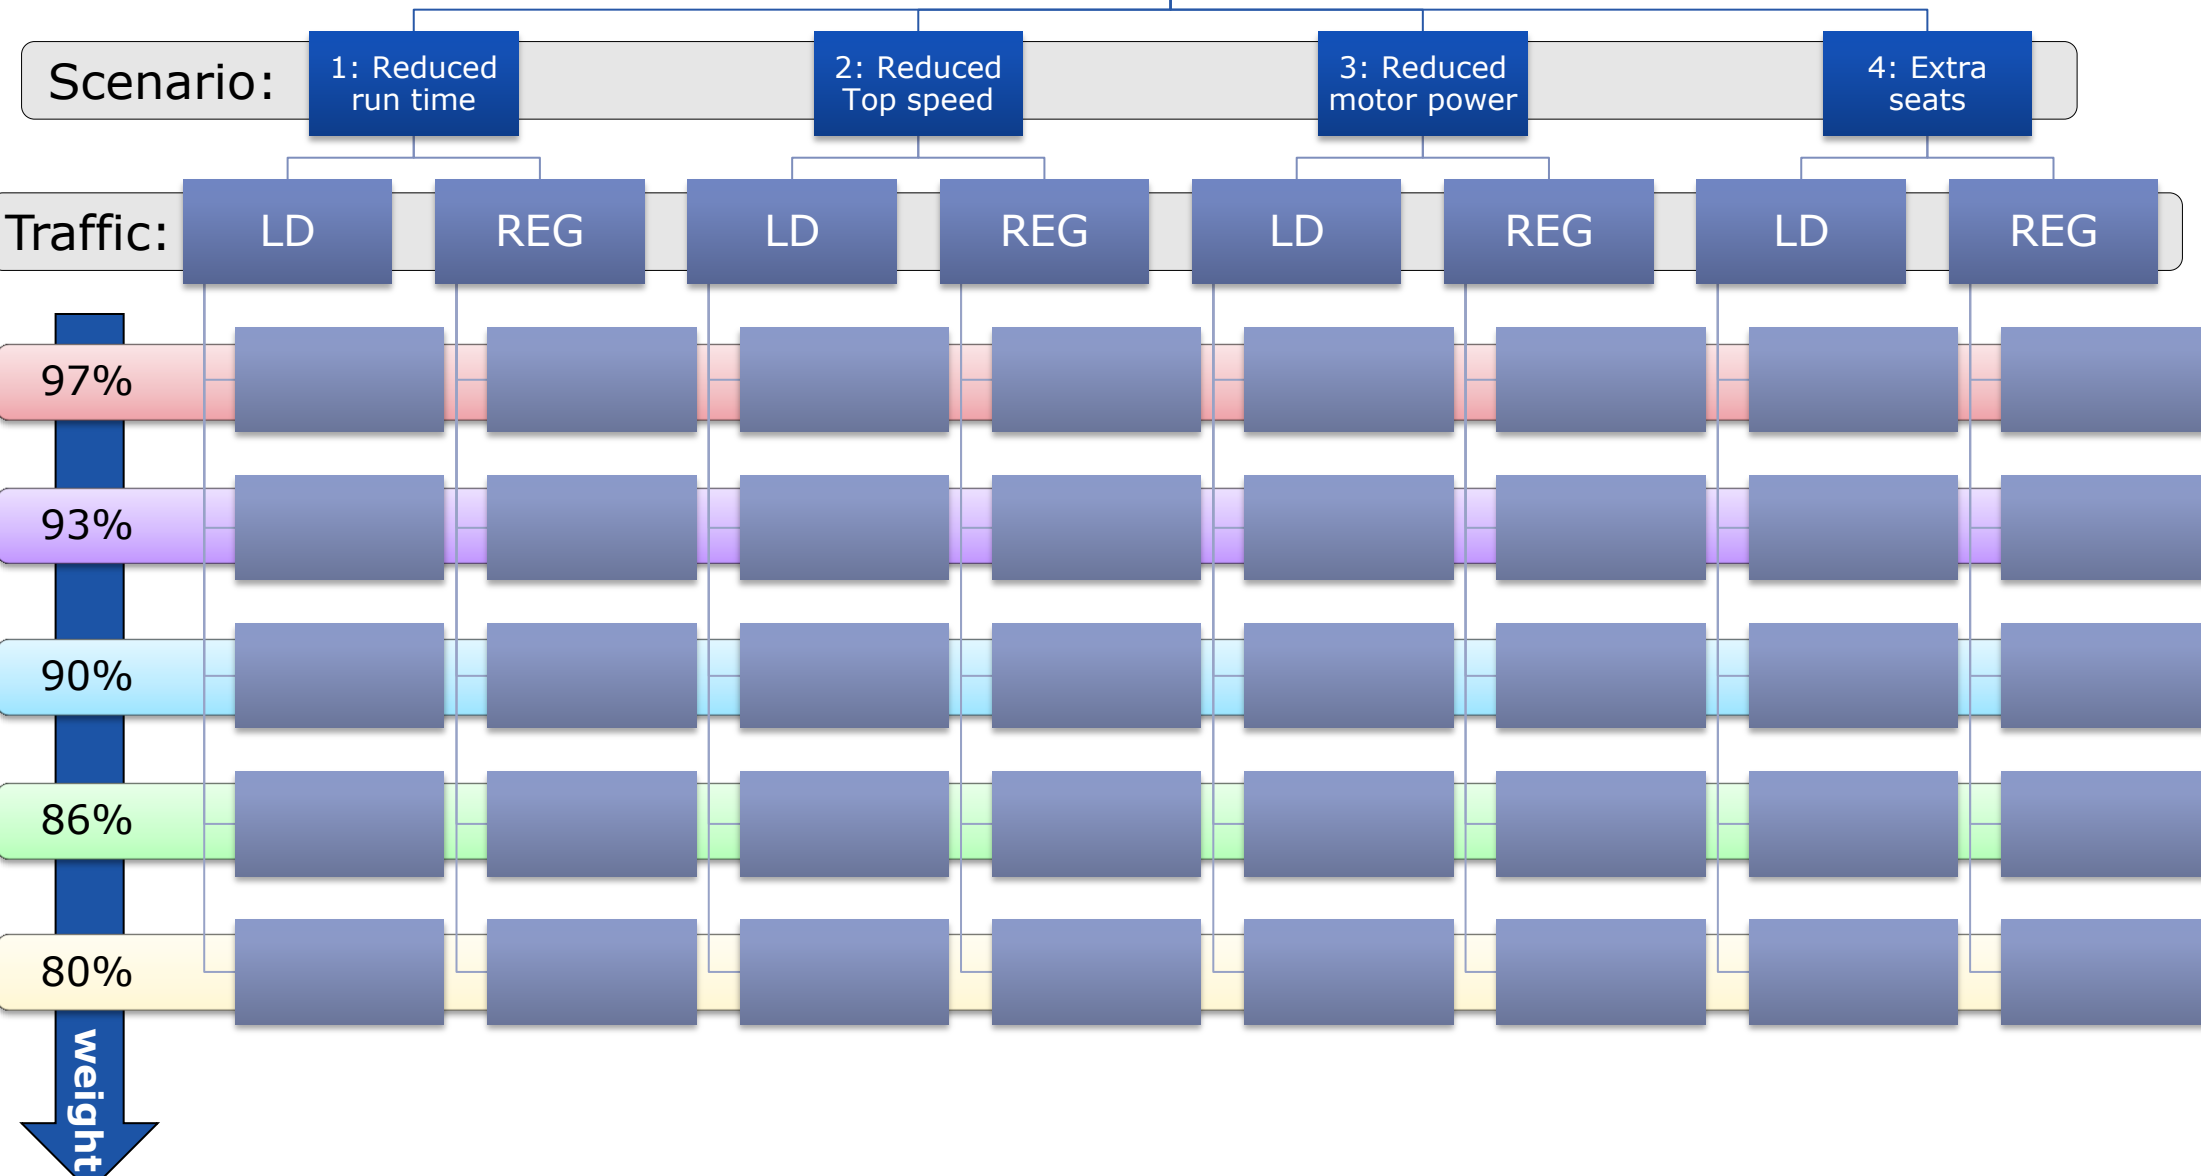 Scenario:
1: Reduced
run time
2: Reduced
Top speed
3: Reduced
motor power
4: Extra
seats
Traffic:
LD
REG
LD
REG
LD
REG
LD
REG
97%
93%
90%
86%
80%
weight